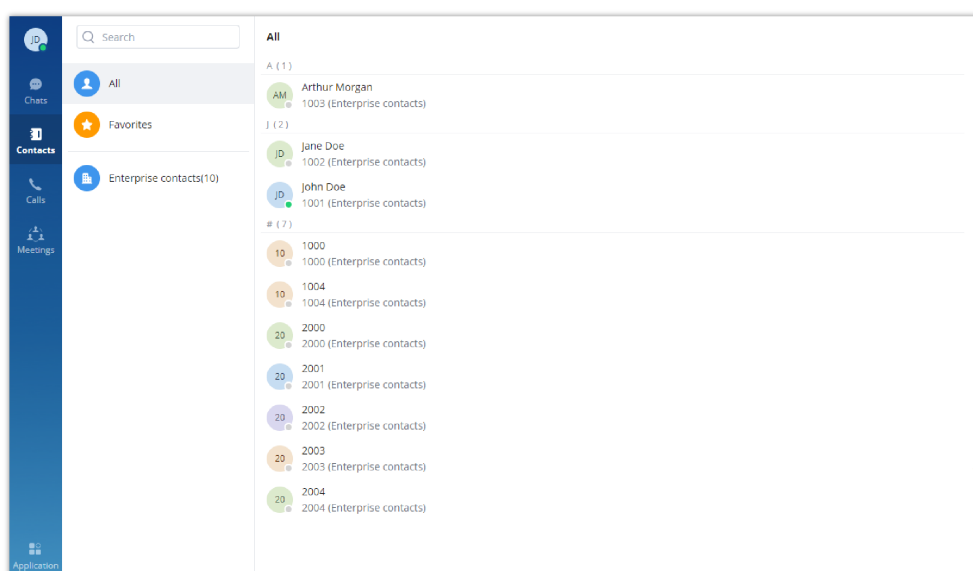 JD
Chats
Contacts
Calls
Meetings
Application
Search
All
Favorites
Enterprise contacts(10)
All
A (1)
AM
Arthur Morgan
1003 (Enterprise contacts)
J (2)
JD
Jane Doe
1002 (Enterprise contacts)
JD
John Doe
1001 (Enterprise contacts)
# (7)
10
1000
1000 (Enterprise contacts)
10
1004
1004 (Enterprise contacts)
20
2000
2000 (Enterprise contacts)
20
2001
2001 (Enterprise contacts)
20
2002
2002 (Enterprise contacts)
20
2003
2003 (Enterprise contacts)
20
2004
2004 (Enterprise contacts)